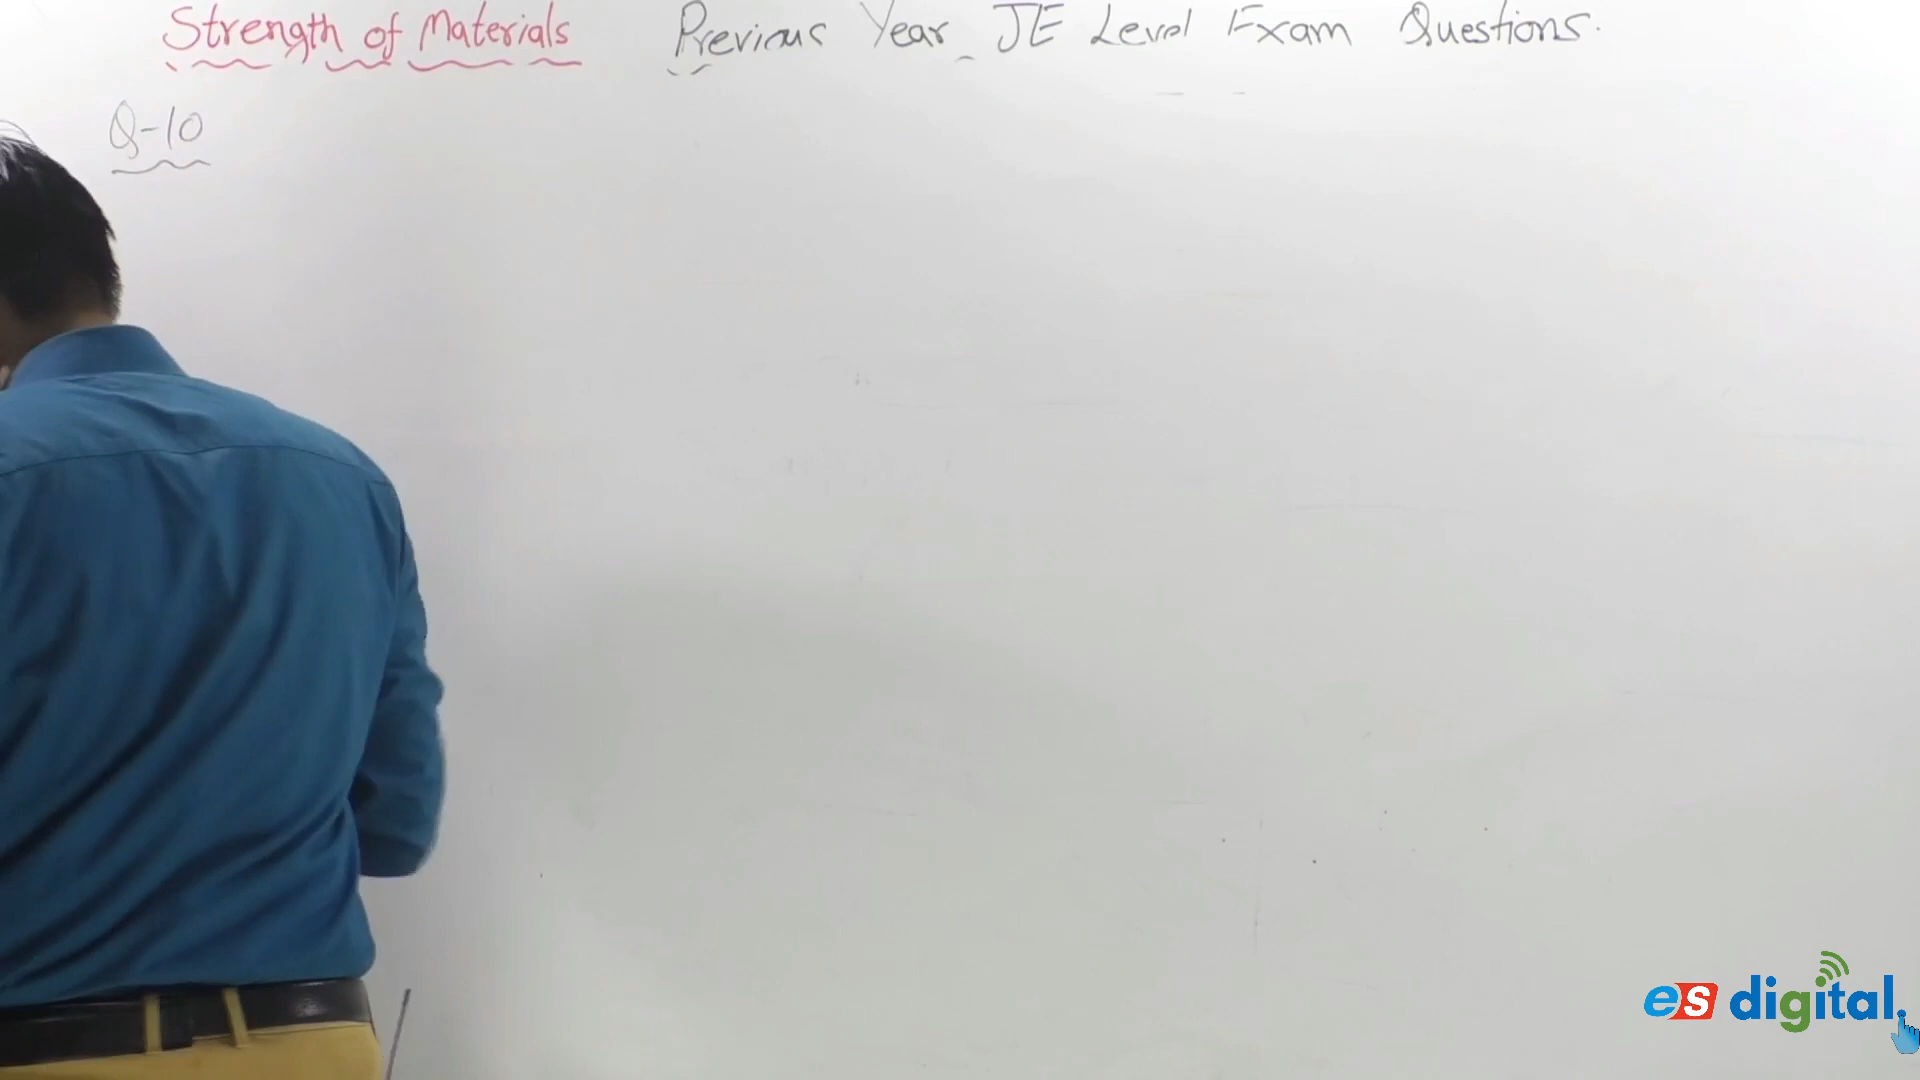 Strength of Materials Previous Year JE Level Exam Questions.
Q-10
es digital.